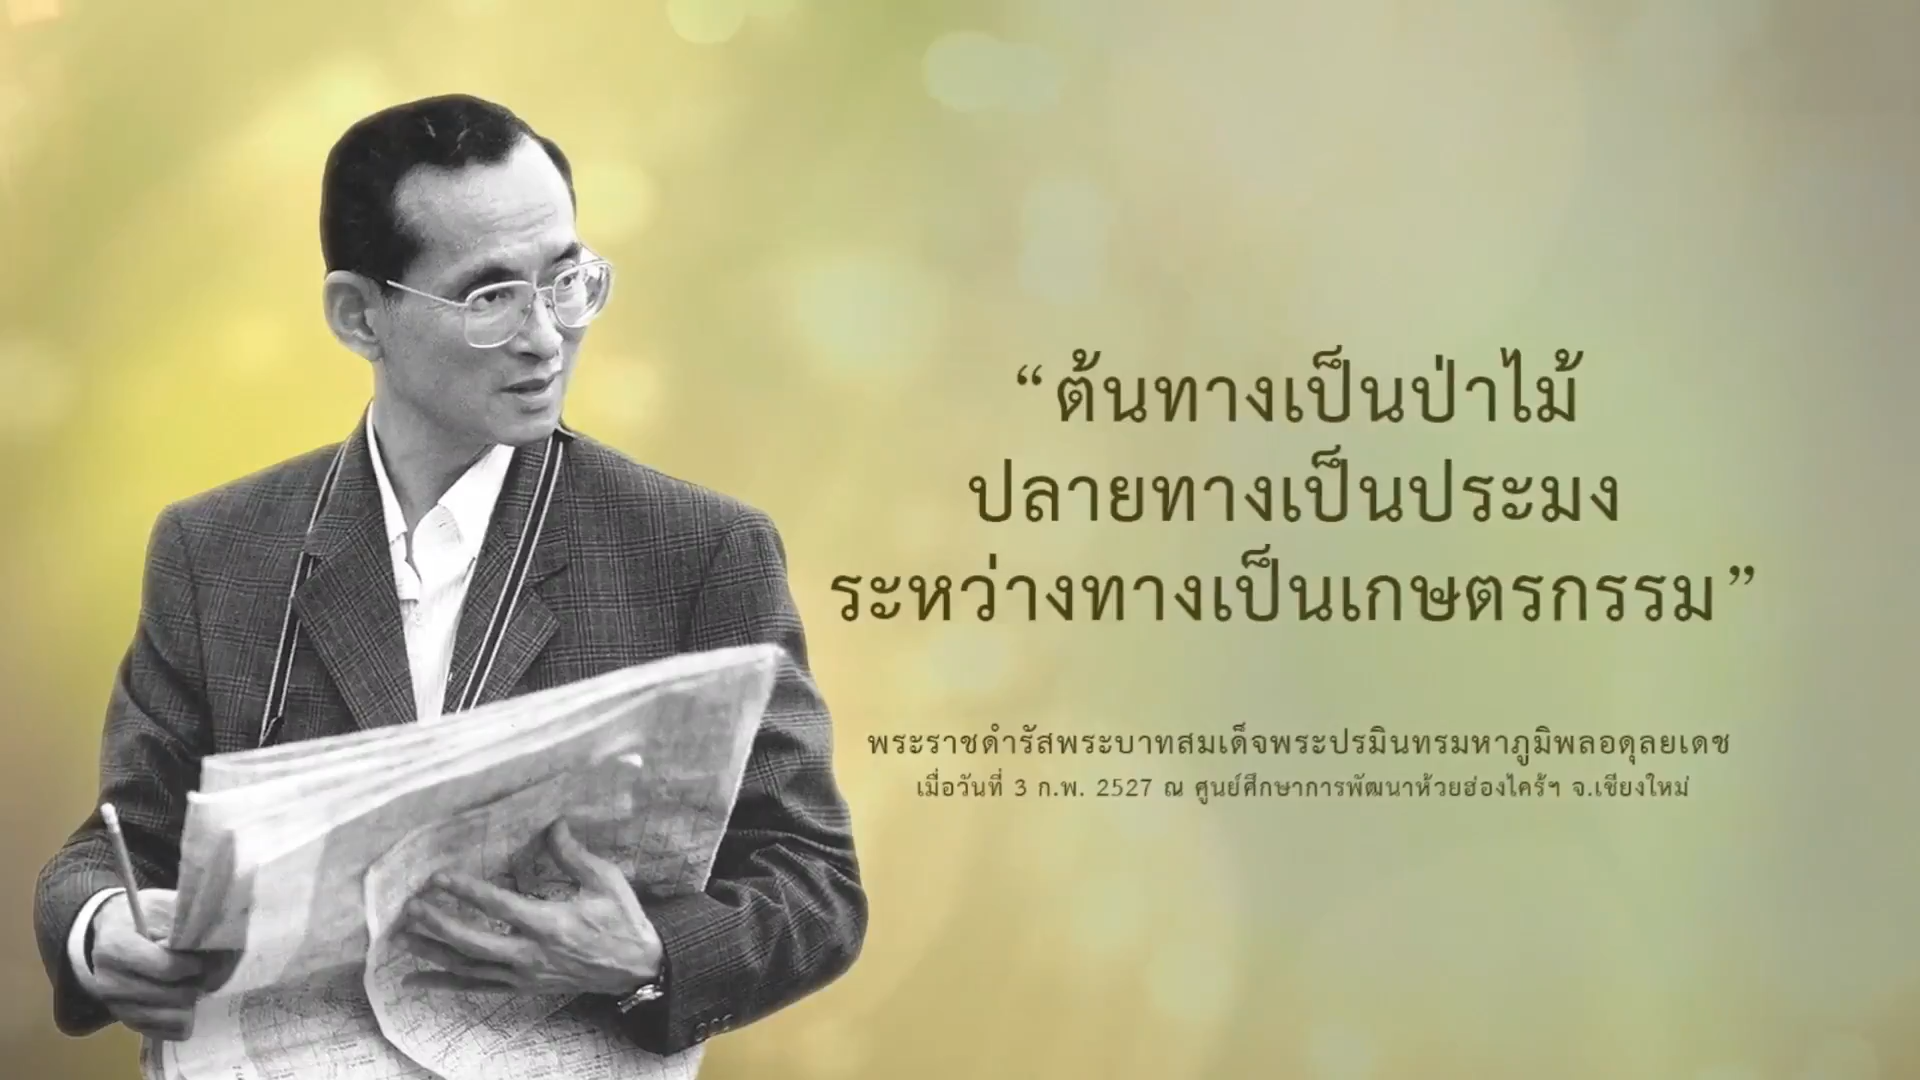 “ต้นทางเป็นป่าไม้
ปลายทางเป็นประมง
ระหว่างทางเป็นเกษตรกรรม”
พระราชดำรัสพระบาทสมเด็จพระปรมินทรมหาภูมิพลอดุลยเดช
เมื่อวันที่ 3 ก.พ. 2527 ณ ศูนย์ศึกษาการพัฒนาห้วยฮ่องไคร้ฯ จ.เชียงใหม่